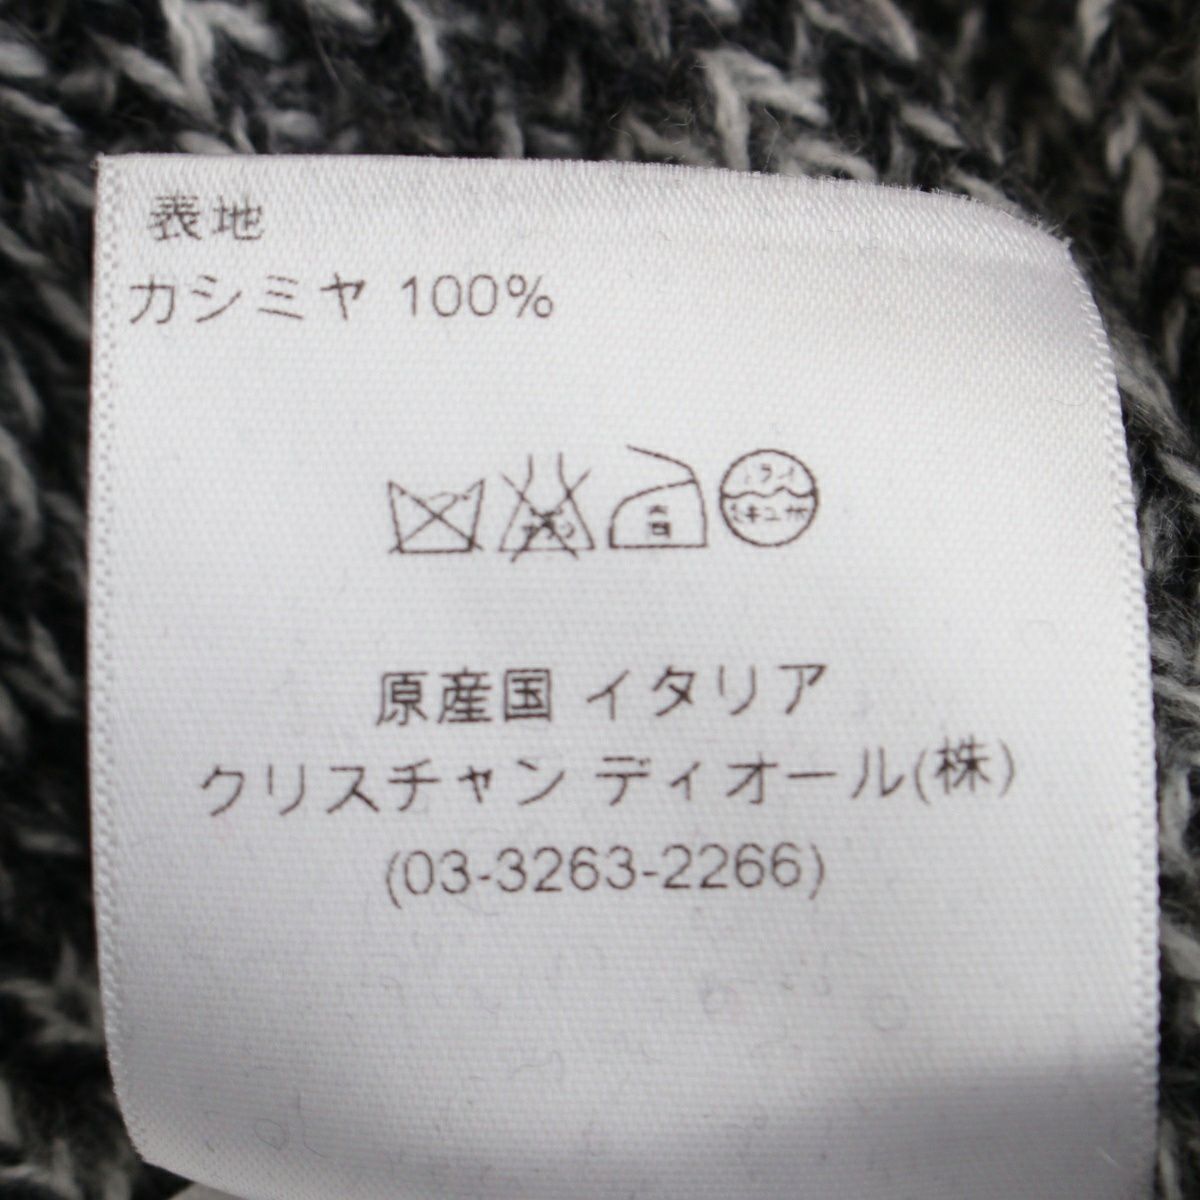 表地
カシミヤ 100%
原産国 イタリア
クリスチャン ディオール(株)
(03-3263-2266)